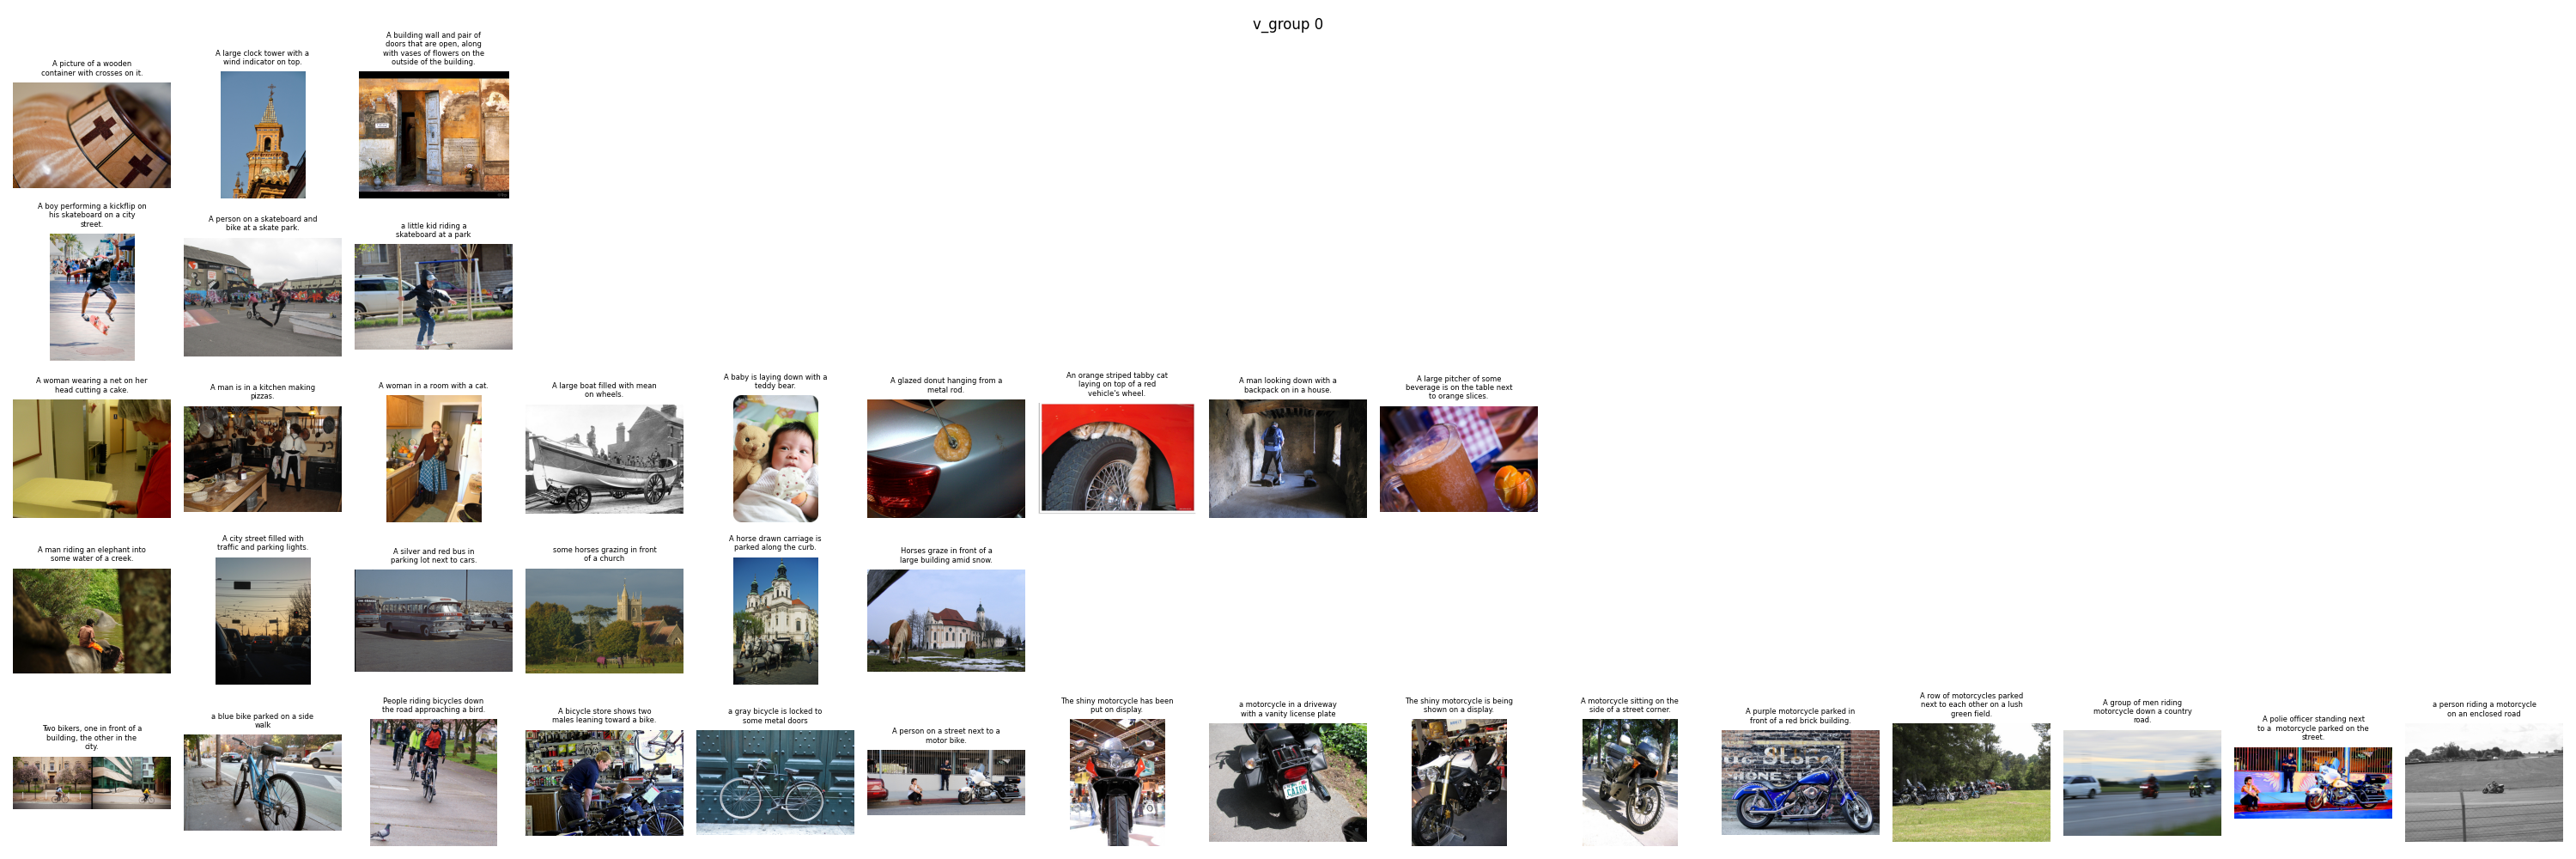 v_group 0
A picture of a wooden
container with crosses on it.
A large clock tower with a
wind indicator on top.
A building wall and pair of
doors that are open, along
with vases of flowers on the
outside of the building.
A boy performing a kickflip on
his skateboard on a city
street.
A person on a skateboard and
bike at a skate park.
a little kid riding a
skateboard at a park
A woman wearing a net on her
head cutting a cake.
A man is in a kitchen making
pizzas.
A woman in a room with a cat.
A large boat filled with mean
on wheels.
A baby is laying down with a
teddy bear.
A glazed donut hanging from a
metal rod.
An orange striped tabby cat
laying on top of a red
vehicle's wheel.
A man looking down with a
backpack on in a house.
A large pitcher of some
beverage is on the table next
to orange slices.
A man riding an elephant into
some water of a creek.
A city street filled with
traffic and parking lights.
A silver and red bus in
parking lot next to cars.
some horses grazing in front
of a church
A horse drawn carriage is
parked along the curb.
Horses graze in front of a
large building amid snow.
Two bikers, one in front of a
building, the other in the
city.
a blue bike parked on a side
walk
People riding bicycles down
the road approaching a bird.
A bicycle store shows two
males leaning toward a bike.
a gray bicycle is locked to
some metal doors
A person on a street next to a
motor bike.
The shiny motorcycle has been
put on display.
a motorcycle in a driveway
with a vanity license plate
CAIRN
The shiny motorcycle is being
shown on a display.
A motorcycle sitting on the
side of a street corner.
A purple motorcycle parked in
front of a red brick building.
Store
HONE
A row of motorcycles parked
next to each other on a lush
green field.
A group of men riding
motorcycle down a country
road.
A polie officer standing next
to a  motorcycle parked on the
street.
a person riding a motorcycle
on an enclosed road